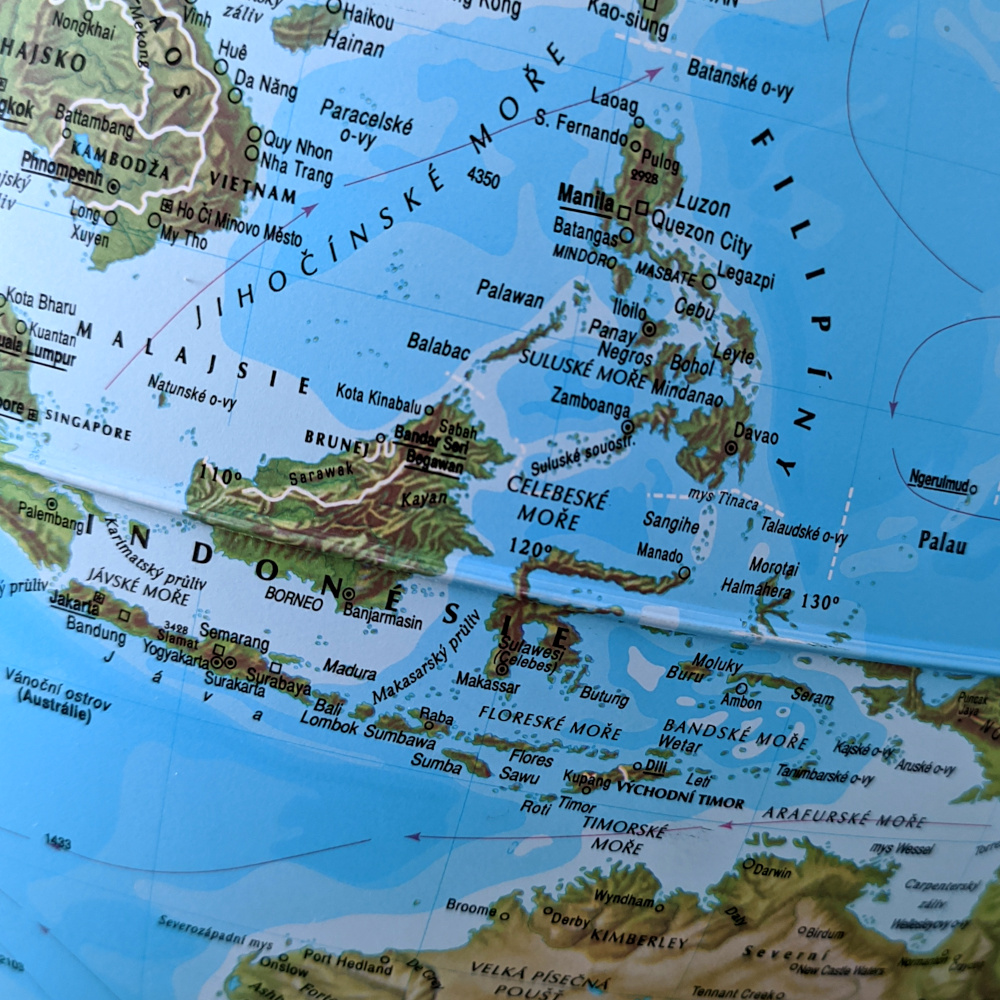 Nongkhai
Mekong
AOS
Vinh
záliv
Haikou
Hainan
Kong
Kao-siung
HAJSKO
Huê
Da Năng
Paracelské
o-vy
Batanské o-vy
Laoag
S. Fernando
Pulog
2928
gkok
Battambang
KAMBODŽA
Phnompenh
Quy Nhon
Nha Trang
VIETNAM
Long
Xuyen
Ho Či Minovo Město
My Tho
JIHOČÍNSKÉ MOŘE
4350
FILIPÍNY
Manila
Luzon
Quezon City
Batangas
MINDORO
MASBATE
Legazpi
Kota Bharu
Kuantan
uala Lumpur
MALAJSIE
Natunské o-vy
Palawan
Balabac
Iloilo
Cebu
Panay
Negros
Bohol
Leyte
SULUSKÉ MOŘE
Mindanao
Zamboanga
Davao
Suluské souostr.
Kota Kinabalu
Sabah
BRUNEJ
Bandar Seri
Begawan
pore
SINGAPORE
110°
Sarawak
Kayan
CELEBESKÉ
MOŘE
mys Tinaca
Sangihe
Talaudské o-vy
Ngerulmud
Palau
Palembang
INDONÉSIE
Karimatský průliv
JÁVSKÉ MOŘE
BORNEO
Banjarmasin
120°
Manado
Morotai
Halmahera
130°
ý průliv
Jakarta
Bandung
3428
Slamat
Semarang
Yogyakarta
Surakarta
Surabaya
Madura
Jáva
Makasarský průliv
Sulawesi
(Celebes)
Makassar
Butung
Moluky
Buru
Ambon
Seram
Vánoční ostrov
(Austrálie)
Bali
Lombok
Sumbawa
Raba
FLORESKÉ MOŘE
BANDSKÉ MOŘE
Wetar
Kajské o-vy
Aruské o-vy
Sumba
Flores
Sawu
Kupang
Dili
Leti
Tanimbarské o-vy
Roti
Timor
VÝCHODNÍ TIMOR
TIMORSKÉ
MOŘE
ARAFURSKÉ MOŘE
mys Wessel
Carpenterský
záliv
Darwin
Wyndham
Broome
Derby
KIMBERLEY
Daly
Birdum
Severní
New Castle Waters
Tennant Creek
Severozápadní mys
Onslow
Port Hedland
De Grey
VELKÁ PÍSEČNÁ
POUŠŤ